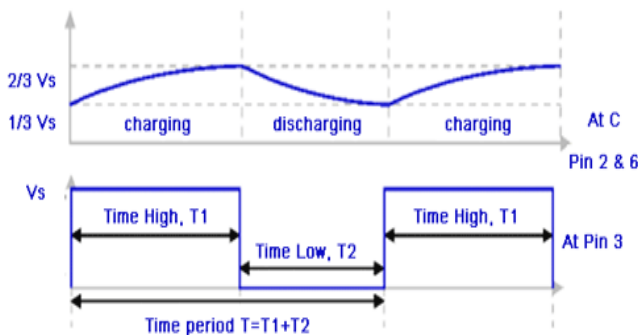 2/3 Vs
1/3 Vs
charging discharging charging
At C
Pin 2 & 6
Vs
Time High, T1 Time High, T1
Time Low, T2
At Pin 3
Time period T=T1+T2